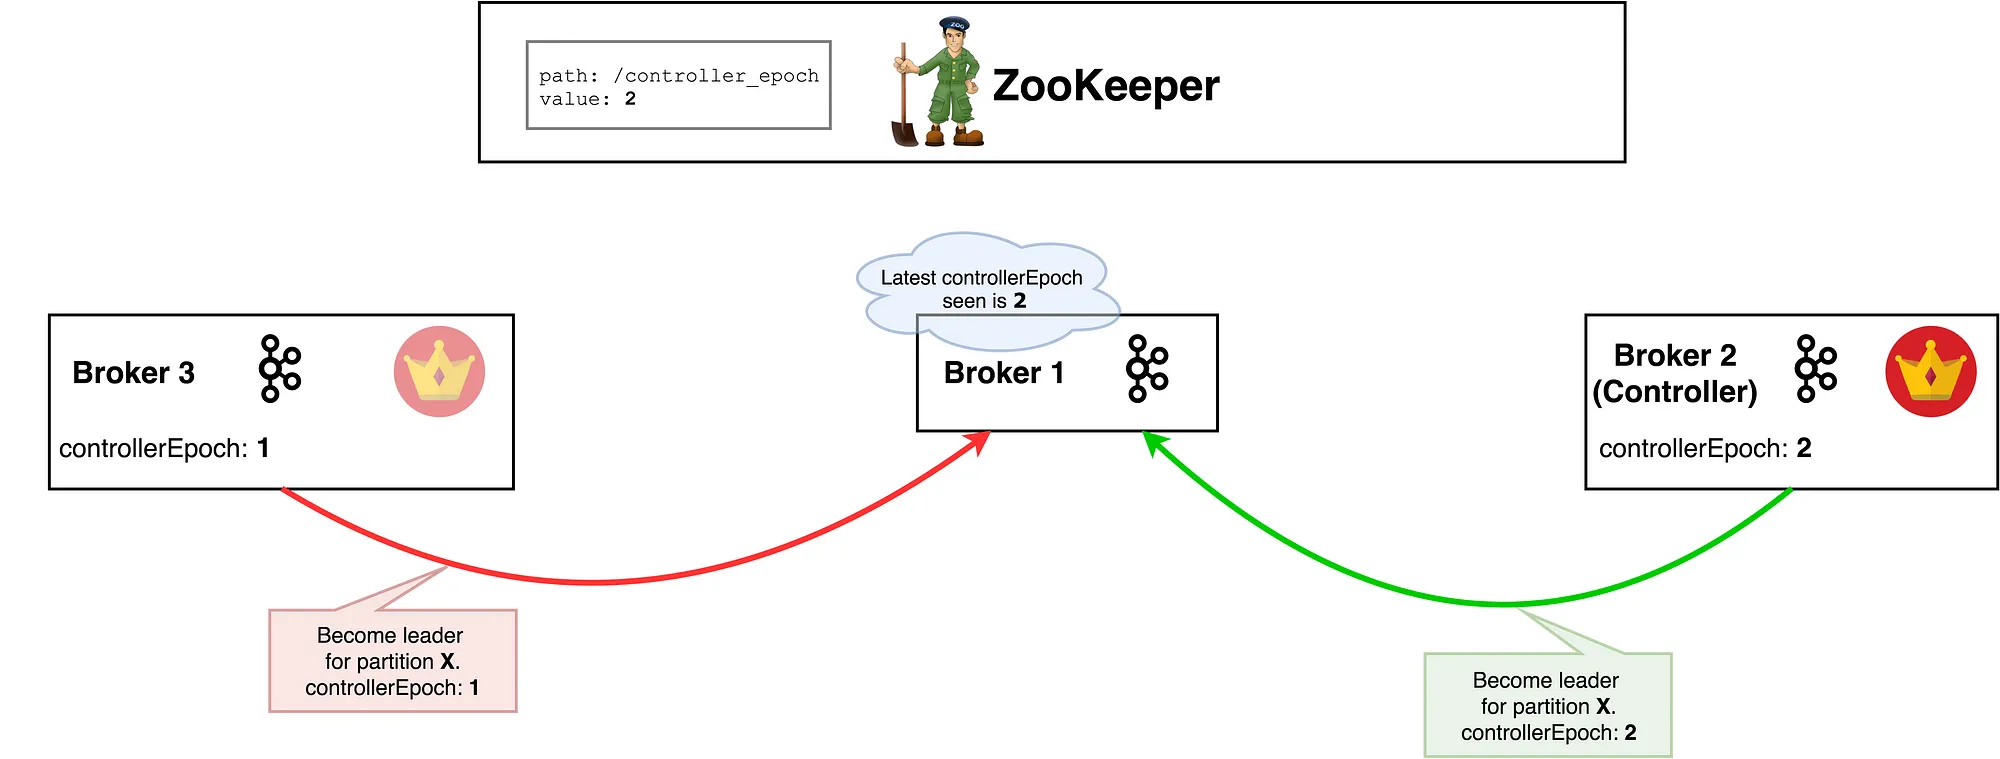 path: /controller_epoch
value: 2
ZOO
ZooKeeper
Latest controllerEpoch
seen is 2
Broker 3
controllerEpoch: 1
Broker 1
Broker 2
(Controller)
controllerEpoch: 2
Become leader
for partition X.
controllerEpoch: 1
Become leader
for partition X.
controllerEpoch: 2